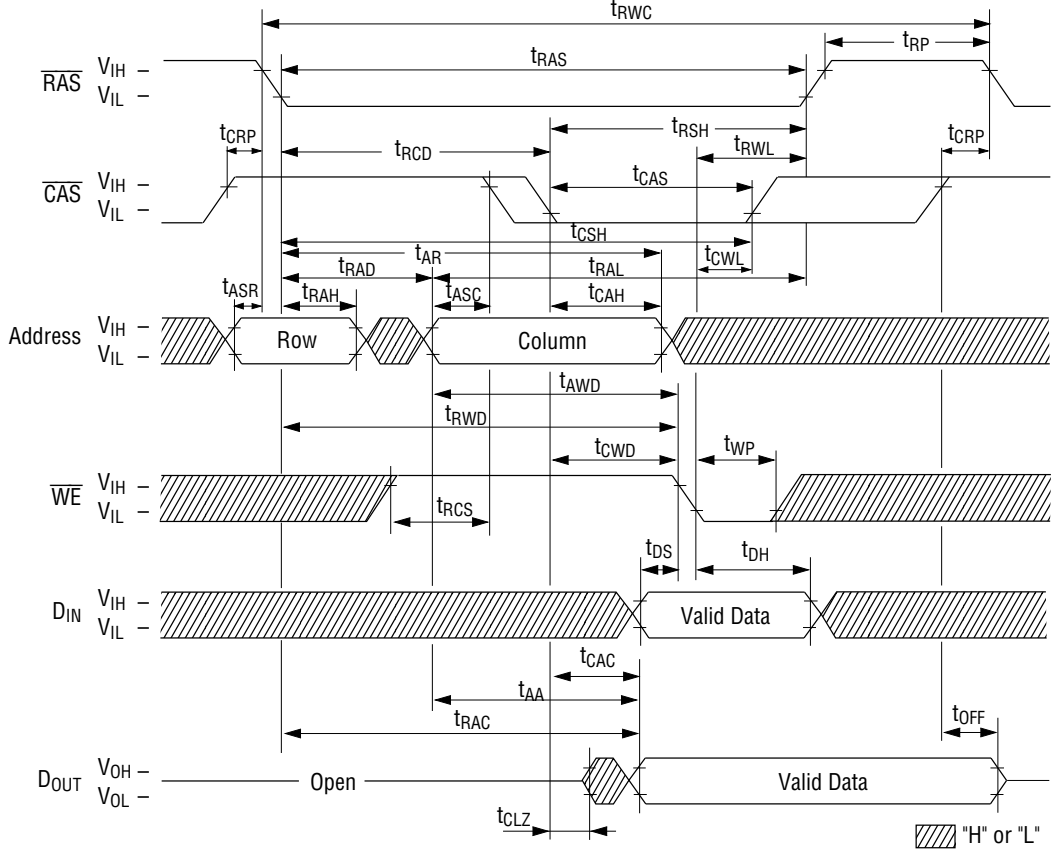 tRWC
tRP
tRAS
RAS VIH –
VIL –
tCRP
tRCD
tRSH
tRWL
tCRP
tCAS
CAS VIH –
VIL –
tCSH
tAR
tRAD
tRAL
tCWL
tASR
tRAH
tASC
tCAH
Address VIH –
VIL –
Row
Column
tAWD
tRWD
tCWD
tWP
WE VIH –
VIL –
tRCS
tDS
tDH
DIN VIH –
VIL –
Valid Data
tCAC
tAA
tRAC
tOFF
DOUT VOH –
VOL –
Open
Valid Data
tCLZ
"H" or "L"